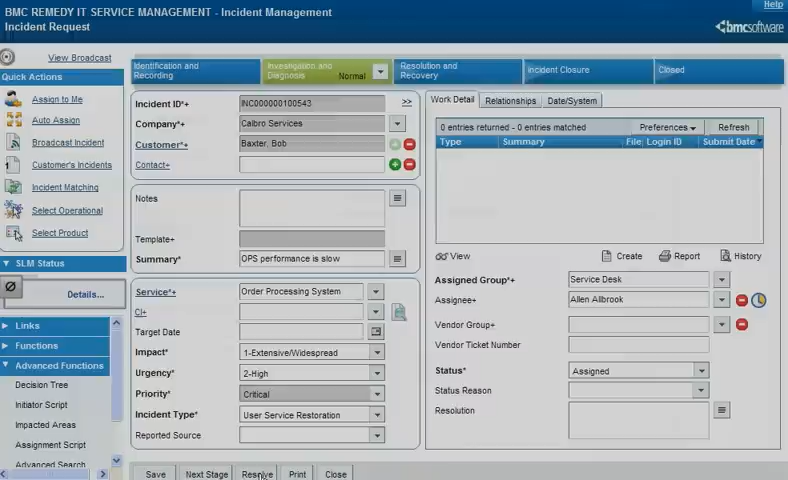 BMC REMEDY IT SERVICE MANAGEMENT - Incident Management
Help
Incident Request
bmcsoftware
View Broadcast
Quick Actions
Assign to Me
Auto Assign
Broadcast Incident
Customer's Incidents
Incident Matching
Select Operational
Select Product
SLM Status
Details...
Links
Functions
Advanced Functions
Decision Tree
Initiator Script
Impacted Areas
Assignment Script
Advanced Search
Identification and Recording
Investigation and Diagnosis Normal
Resolution and Recovery
Incident Closure
Closed
Incident ID*+ INC000000100543 >>
Company*+ Calbro Services
Customer*+ Baxter, Bob
Contact+
Notes
Template+
Summary* OPS performance is slow
Service*+ Order Processing System
CI+
Target Date
Impact* 1-Extensive/Widespread
Urgency* 2-High
Priority* Critical
Incident Type* User Service Restoration
Reported Source
Work Detail Relationships Date/System
0 entries returned - 0 entries matched Preferences Refresh
Type Summary File Login ID Submit Date
View Create Report History
Assigned Group*+ Service Desk
Assignee+ Allen Allbrook
Vendor Group+
Vendor Ticket Number
Status* Assigned
Status Reason
Resolution
Save Next Stage Resolve Print Close